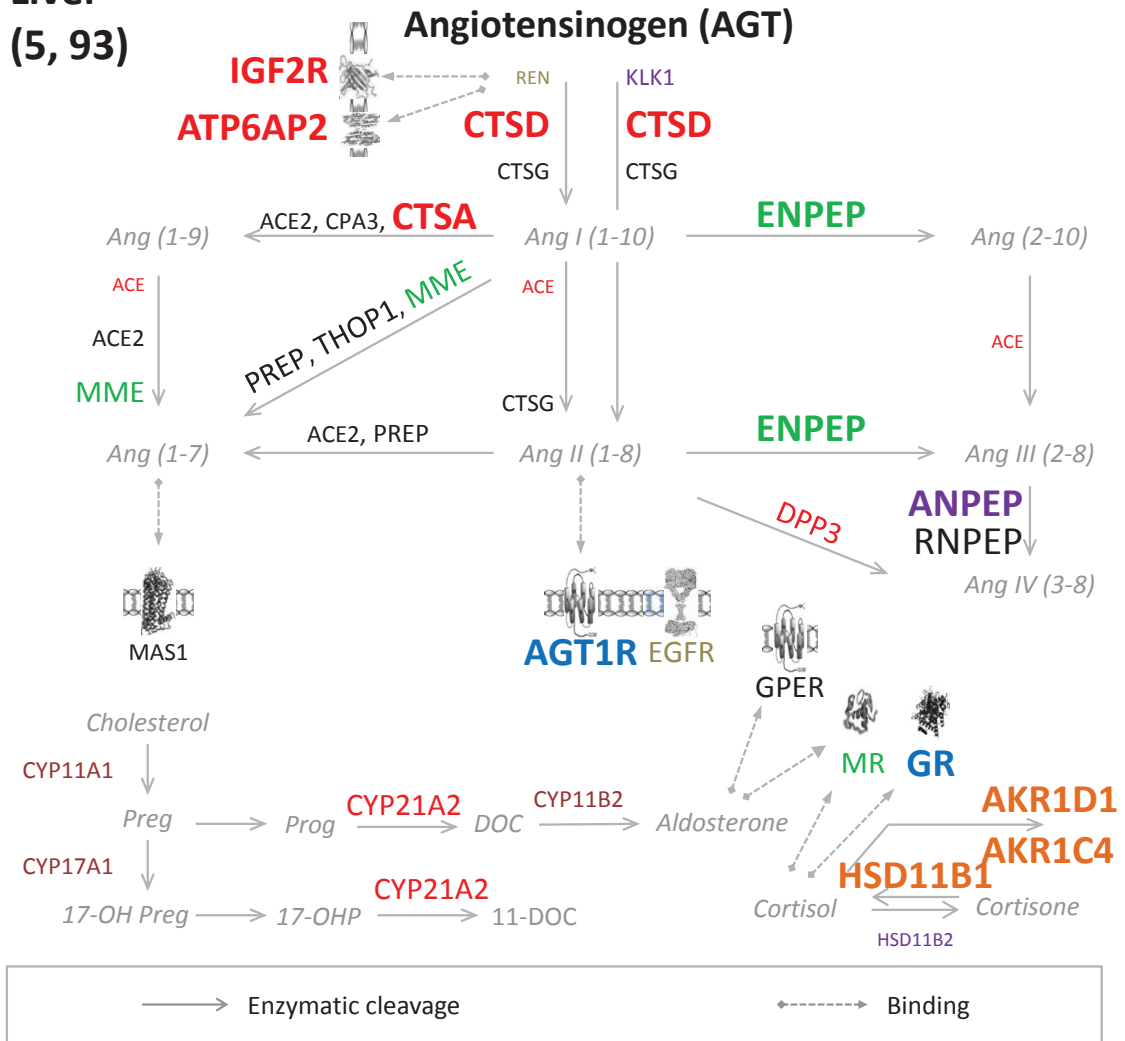 Liver
(5, 93)
Angiotensinogen (AGT)
IGF2R
REN
KLK1
ATP6AP2
CTSD
CTSD
CTSG
CTSG
Ang (1-9)
ACE2, CPA3, CTSA
Ang I (1-10)
ENPEP
Ang (2-10)
ACE
ACE2
MME
PREP, THOP1, MME
ACE
CTSG
ACE
Ang (1-7)
ACE2, PREP
Ang II (1-8)
ENPEP
Ang III (2-8)
DPP3
ANPEP
RNPEP
Ang IV (3-8)
MAS1
AGT1R
EGFR
GPER
MR
GR
Cholesterol
CYP11A1
Preg
Prog
CYP21A2
DOC
CYP11B2
Aldosterone
AKR1D1
AKR1C4
CYP17A1
17-OH Preg
17-OHP
CYP21A2
11-DOC
HSD11B1
Cortisol
Cortisone
HSD11B2
Enzymatic cleavage
Binding